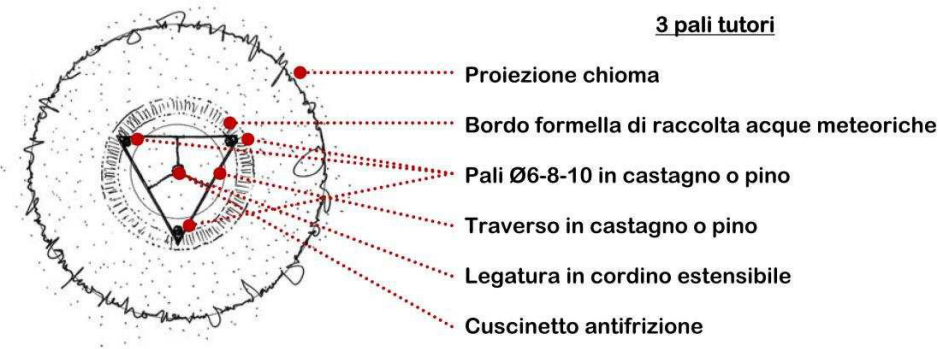 3 pali tutori
Proiezione chioma
Bordo formella di raccolta acque meteoriche
Pali Ø6-8-10 in castagno o pino
Traverso in castagno o pino
Legatura in cordino estensibile
Cuscinetto antifrizione